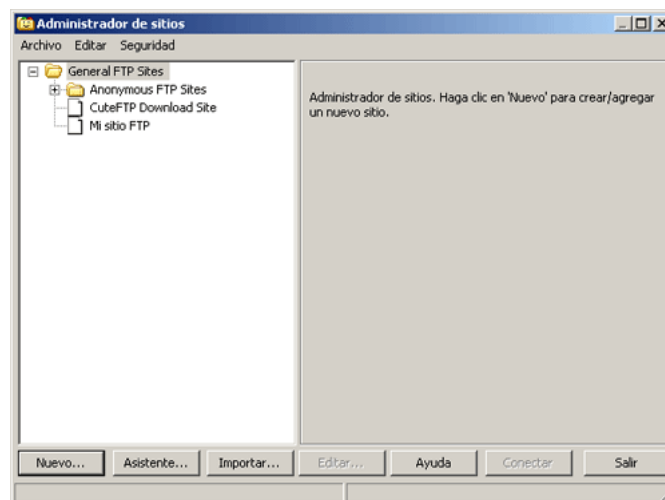 Administrador de sitios
Archivo Editar Seguridad
General FTP Sites
Anonymous FTP Sites
CuteFTP Download Site
Mi sitio FTP
Administrador de sitios. Haga clic en 'Nuevo' para crear/agregar
un nuevo sitio.
Nuevo... Asistente... Importar... Editar... Ayuda Conectar Salir